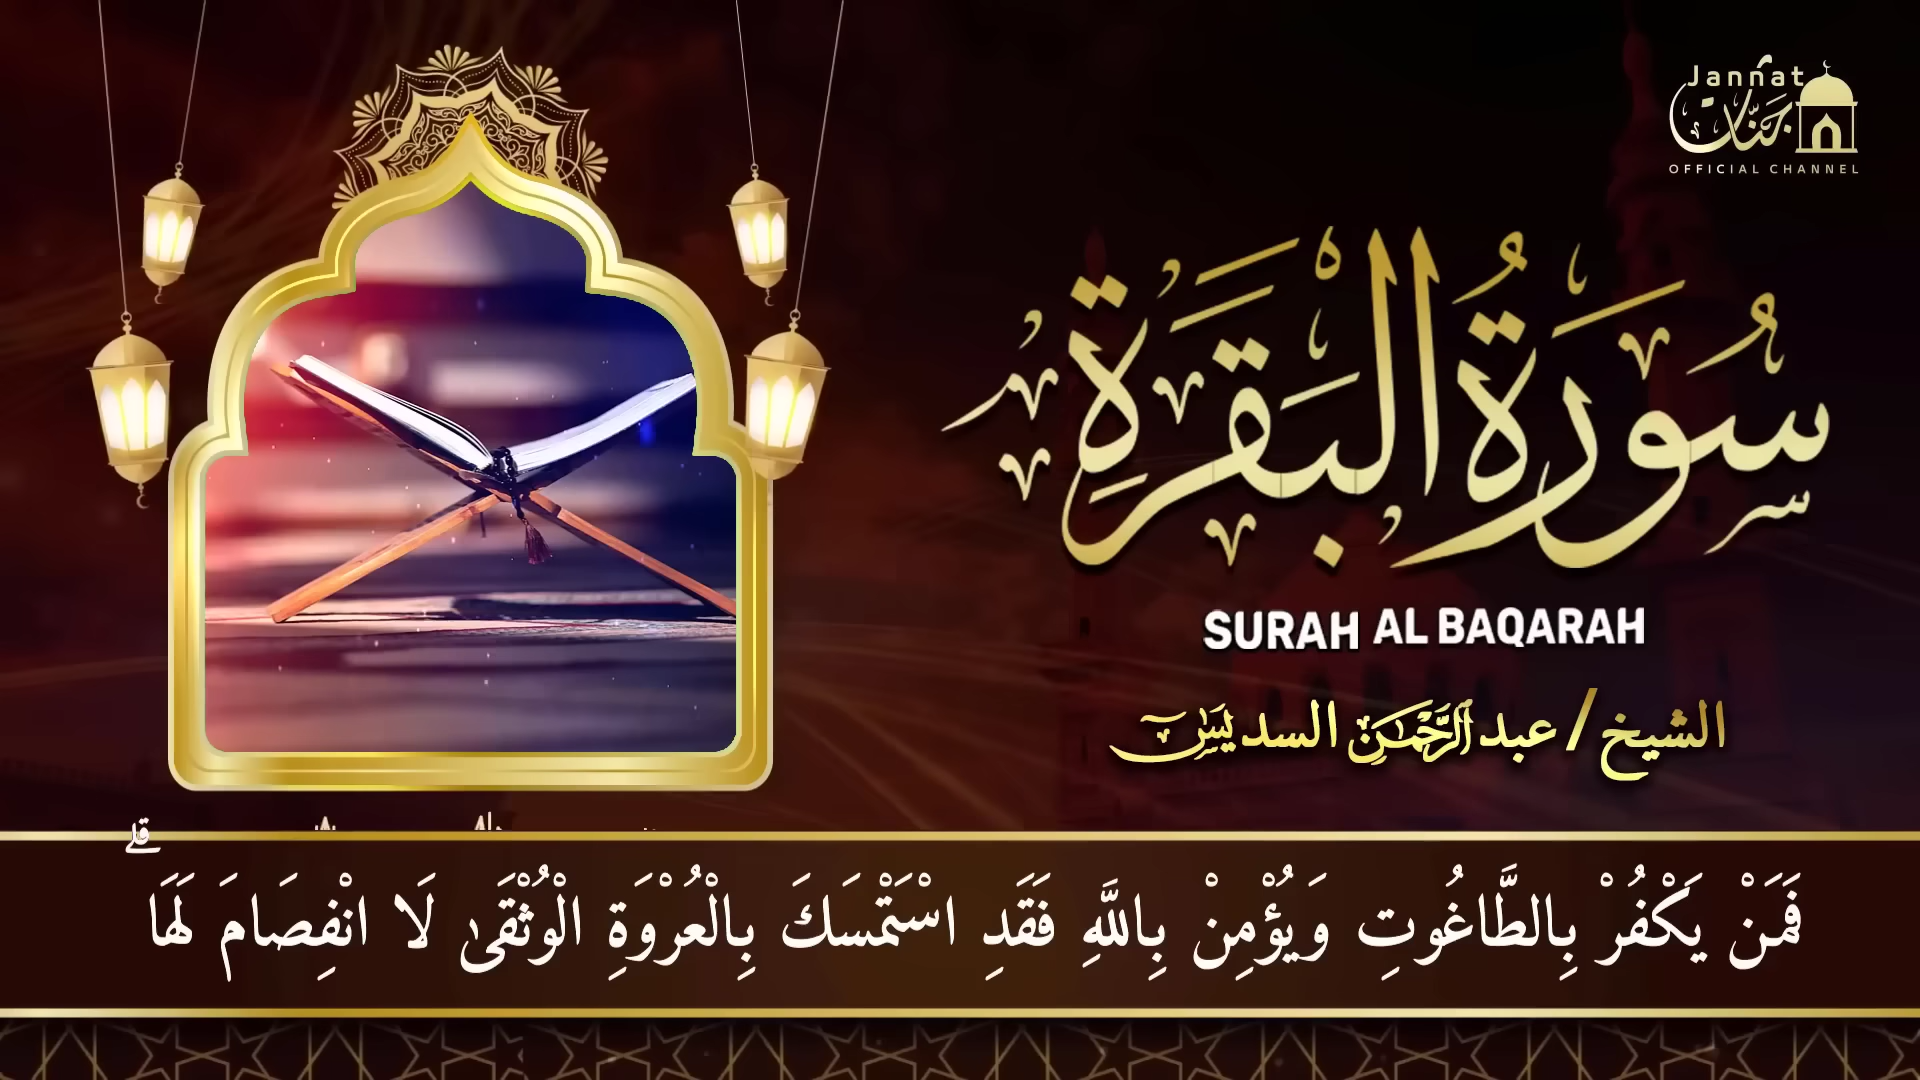 Jannat
جنات
OFFICIAL CHANNEL
سُورَةُ البَقَرَةِ
SURAH AL BAQARAH
الشيخ / عبد الرَّحْمَٰن السديس
فَمَنْ يَكْفُرْ بِالطَّاغُوتِ وَيُؤْمِنْ بِاللَّهِ فَقَدِ اسْتَمْسَكَ بِالْعُرْوَةِ الْوُثْقَىٰ لَا انْفِصَامَ لَهَا ۗ